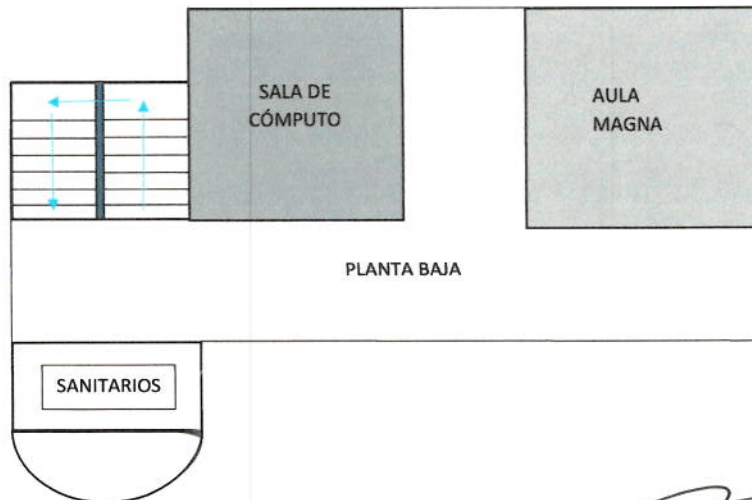 SALA DE
CÓMPUTO
AULA
MAGNA
PLANTA BAJA
SANITARIOS